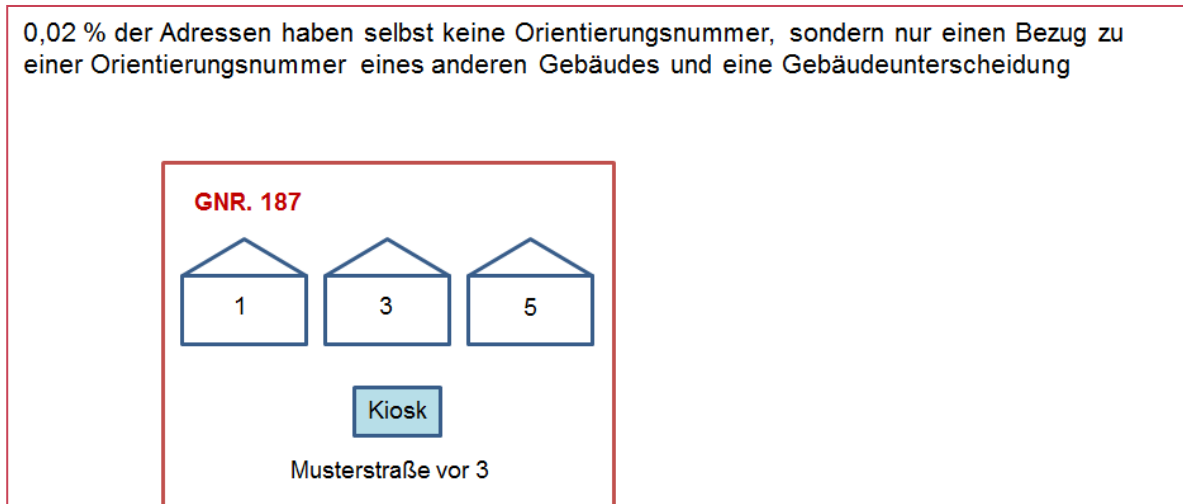 0,02 % der Adressen haben selbst keine Orientierungsnummer, sondern nur einen Bezug zu
einer Orientierungsnummer eines anderen Gebäudes und eine Gebäudeunterscheidung
GNR. 187
1 3 5
Kiosk
Musterstraße vor 3